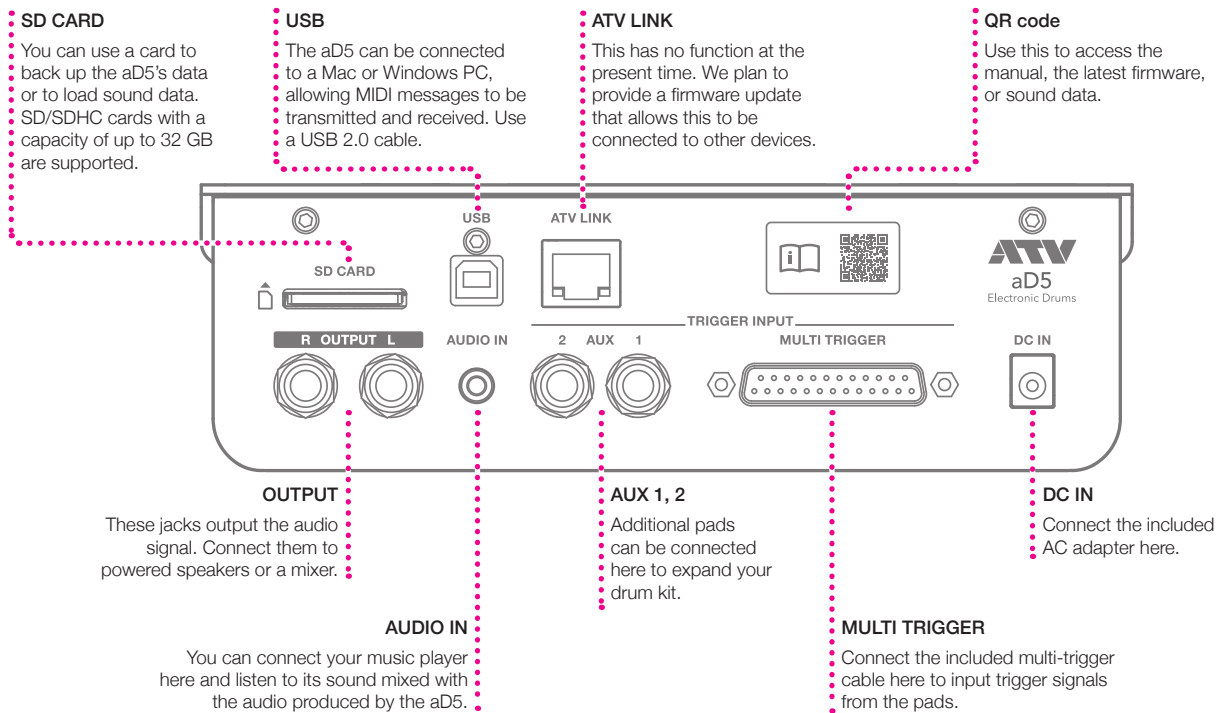 SD CARD
You can use a card to
back up the aD5’s data
or to load sound data.
SD/SDHC cards with a
capacity of up to 32 GB
are supported.
USB
The aD5 can be connected
to a Mac or Windows PC,
allowing MIDI messages to be
transmitted and received. Use
a USB 2.0 cable.
ATV LINK
This has no function at the
present time. We plan to
provide a firmware update
that allows this to be
connected to other devices.
QR code
Use this to access the
manual, the latest firmware,
or sound data.
USB
ATV LINK
SD CARD
ATV
aD5
Electronic Drums
TRIGGER INPUT
R OUTPUT L
AUDIO IN
2 AUX 1
MULTI TRIGGER
DC IN
OUTPUT
These jacks output the audio
signal. Connect them to
powered speakers or a mixer.
AUX 1, 2
Additional pads
can be connected
here to expand your
drum kit.
DC IN
Connect the included
AC adapter here.
AUDIO IN
You can connect your music player
here and listen to its sound mixed with
the audio produced by the aD5.
MULTI TRIGGER
Connect the included multi-trigger
cable here to input trigger signals
from the pads.